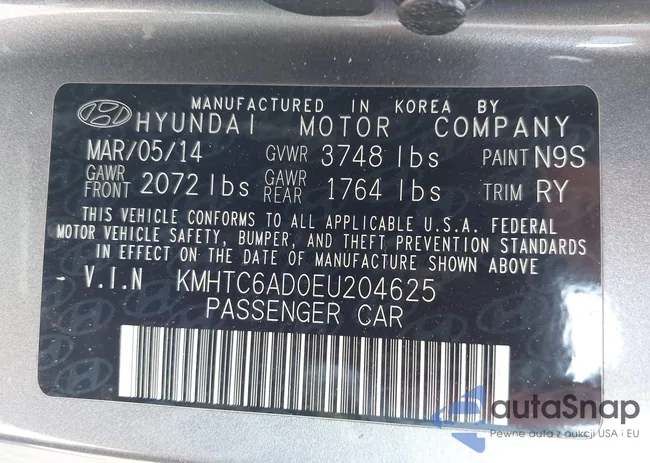 MANUFACTURED IN KOREA BY
HYUNDAI MOTOR COMPANY
MAR/05/14 GVWR 3748 lbs PAINT N9S
GAWR FRONT 2072 lbs GAWR REAR 1764 lbs TRIM RY
THIS VEHICLE CONFORMS TO ALL APPLICABLE U.S.A. FEDERAL
MOTOR VEHICLE SAFETY, BUMPER, AND THEFT PREVENTION STANDARDS
IN EFFECT ON THE DATE OF MANUFACTURE SHOWN ABOVE.
V.I.N KMHTC6AD0EU204625
PASSENGER CAR
autaSnap
Pewne auta z aukcji USA i EU